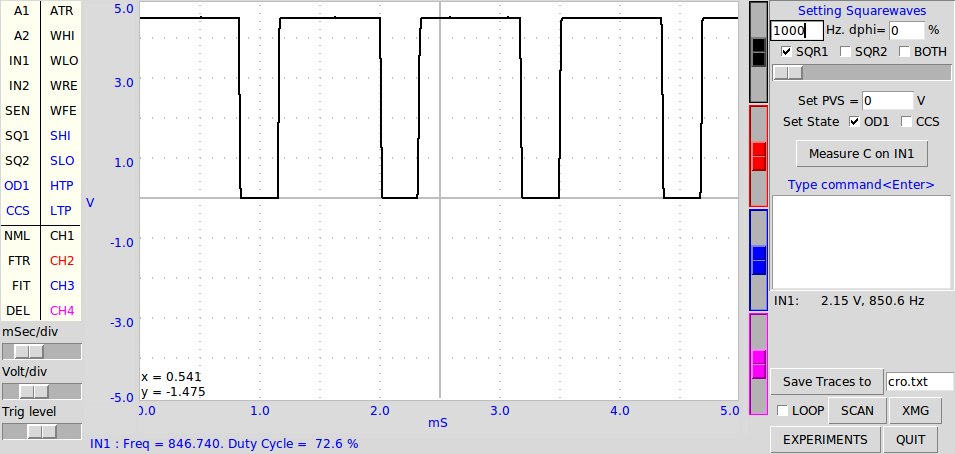 A1 ATR
A2 WHI
IN1 WLO
IN2 WRE
SEN WFE
SQ1 SHI
SQ2 SLO
OD1 HTP
CCS LTP
NML CH1
FTR CH2
FIT CH3
DEL CH4
mSec/div
Volt/div
Trig level
5.0
3.0
1.0
V
-1.0
-3.0
-5.0
x = 0.541
y = -1.475
0.0 1.0 2.0 3.0 4.0 5.0
mS
IN1 : Freq = 846.740. Duty Cycle = 72.6 %
Setting Squarewaves
1000 Hz. dphi= 0 %
SQR1 SQR2 BOTH
Set PVS = 0 V
Set State OD1 CCS
Measure C on IN1
Type command<Enter>
IN1: 2.15 V, 850.6 Hz
Save Traces to cro.txt
LOOP SCAN XMG
EXPERIMENTS QUIT